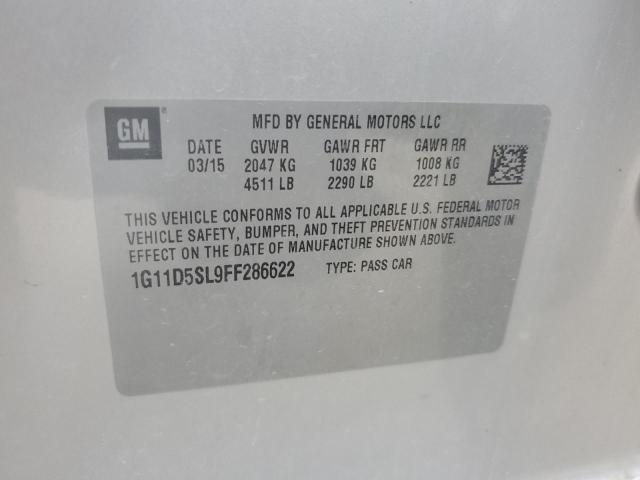 GM
MFD BY GENERAL MOTORS LLC
DATE GVWR GAWR FRT GAWR RR
03/15 2047 KG 1039 KG 1008 KG
4511 LB 2290 LB 2221 LB
THIS VEHICLE CONFORMS TO ALL APPLICABLE U.S. FEDERAL MOTOR
VEHICLE SAFETY, BUMPER, AND THEFT PREVENTION STANDARDS IN
EFFECT ON THE DATE OF MANUFACTURE SHOWN ABOVE.
1G11D5SL9FF286622 TYPE: PASS CAR